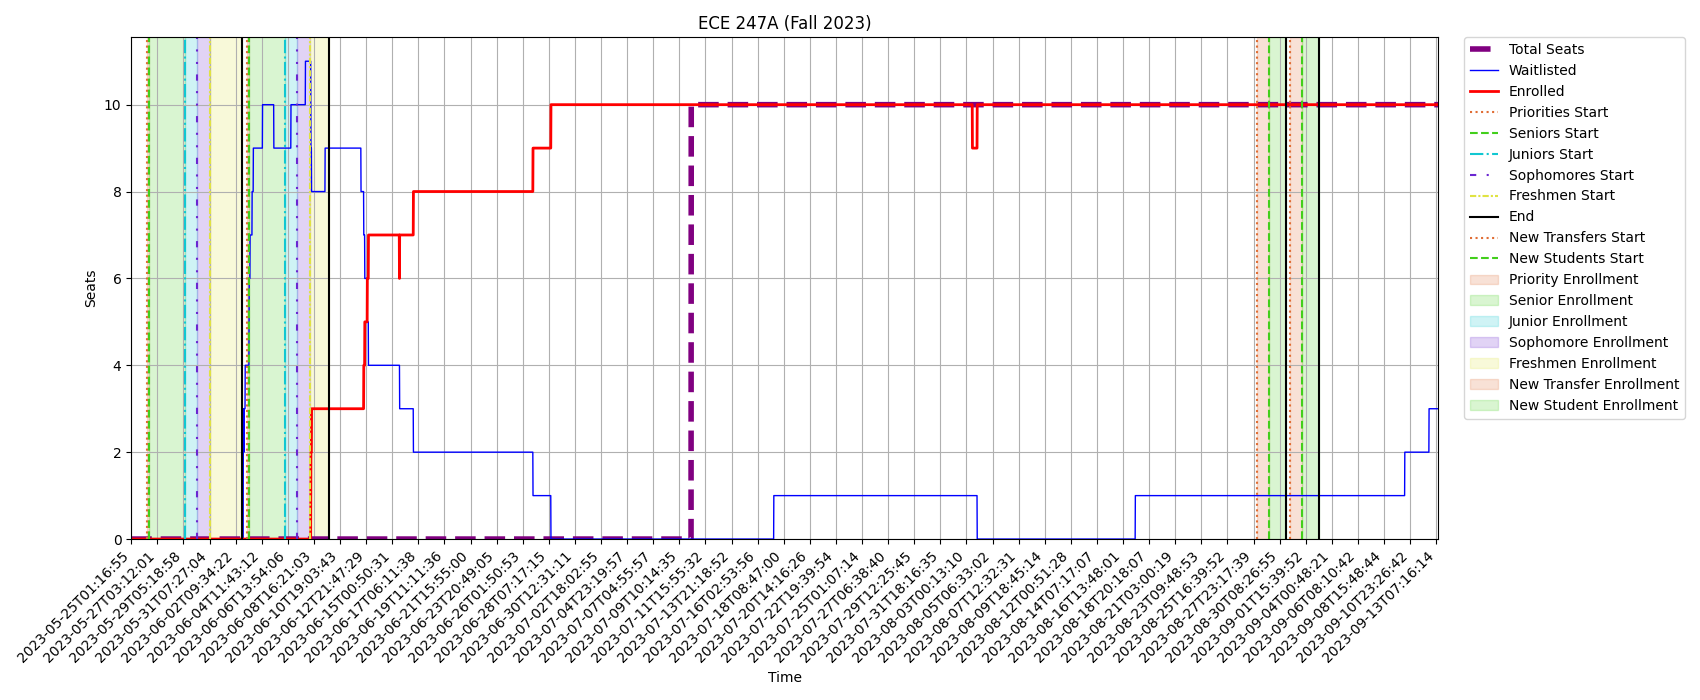 ECE 247A (Fall 2023)
Seats
10
8
6
4
2
0
2023-05-25T01:16:55
2023-05-27T03:12:01
2023-05-29T05:18:58
2023-05-31T07:27:04
2023-06-02T09:34:22
2023-06-04T11:43:12
2023-06-06T13:54:06
2023-06-08T16:21:03
2023-06-10T19:03:43
2023-06-12T21:47:29
2023-06-15T00:50:31
2023-06-17T06:11:38
2023-06-19T11:11:36
2023-06-21T15:55:00
2023-06-23T20:49:05
2023-06-26T01:50:53
2023-06-28T07:17:15
2023-06-30T12:31:11
2023-07-02T18:02:55
2023-07-04T23:19:57
2023-07-07T04:55:57
2023-07-09T10:14:35
2023-07-11T15:55:32
2023-07-13T21:18:52
2023-07-16T02:53:56
2023-07-18T08:47:00
2023-07-20T14:16:26
2023-07-22T19:39:54
2023-07-25T01:07:14
2023-07-27T06:38:40
2023-07-29T12:25:45
2023-07-31T18:16:35
2023-08-03T00:13:10
2023-08-05T06:33:02
2023-08-07T12:32:31
2023-08-09T18:45:14
2023-08-12T00:51:28
2023-08-14T07:17:07
2023-08-16T13:48:01
2023-08-18T20:18:07
2023-08-21T03:00:19
2023-08-23T09:48:53
2023-08-25T16:39:52
2023-08-27T23:17:39
2023-08-30T08:26:55
2023-09-01T15:39:52
2023-09-04T00:48:21
2023-09-06T08:10:42
2023-09-08T15:48:44
2023-09-10T23:26:42
2023-09-13T07:16:14
Time
Total Seats
Waitlisted
Enrolled
Priorities Start
Seniors Start
Juniors Start
Sophomores Start
Freshmen Start
End
New Transfers Start
New Students Start
Priority Enrollment
Senior Enrollment
Junior Enrollment
Sophomore Enrollment
Freshmen Enrollment
New Transfer Enrollment
New Student Enrollment